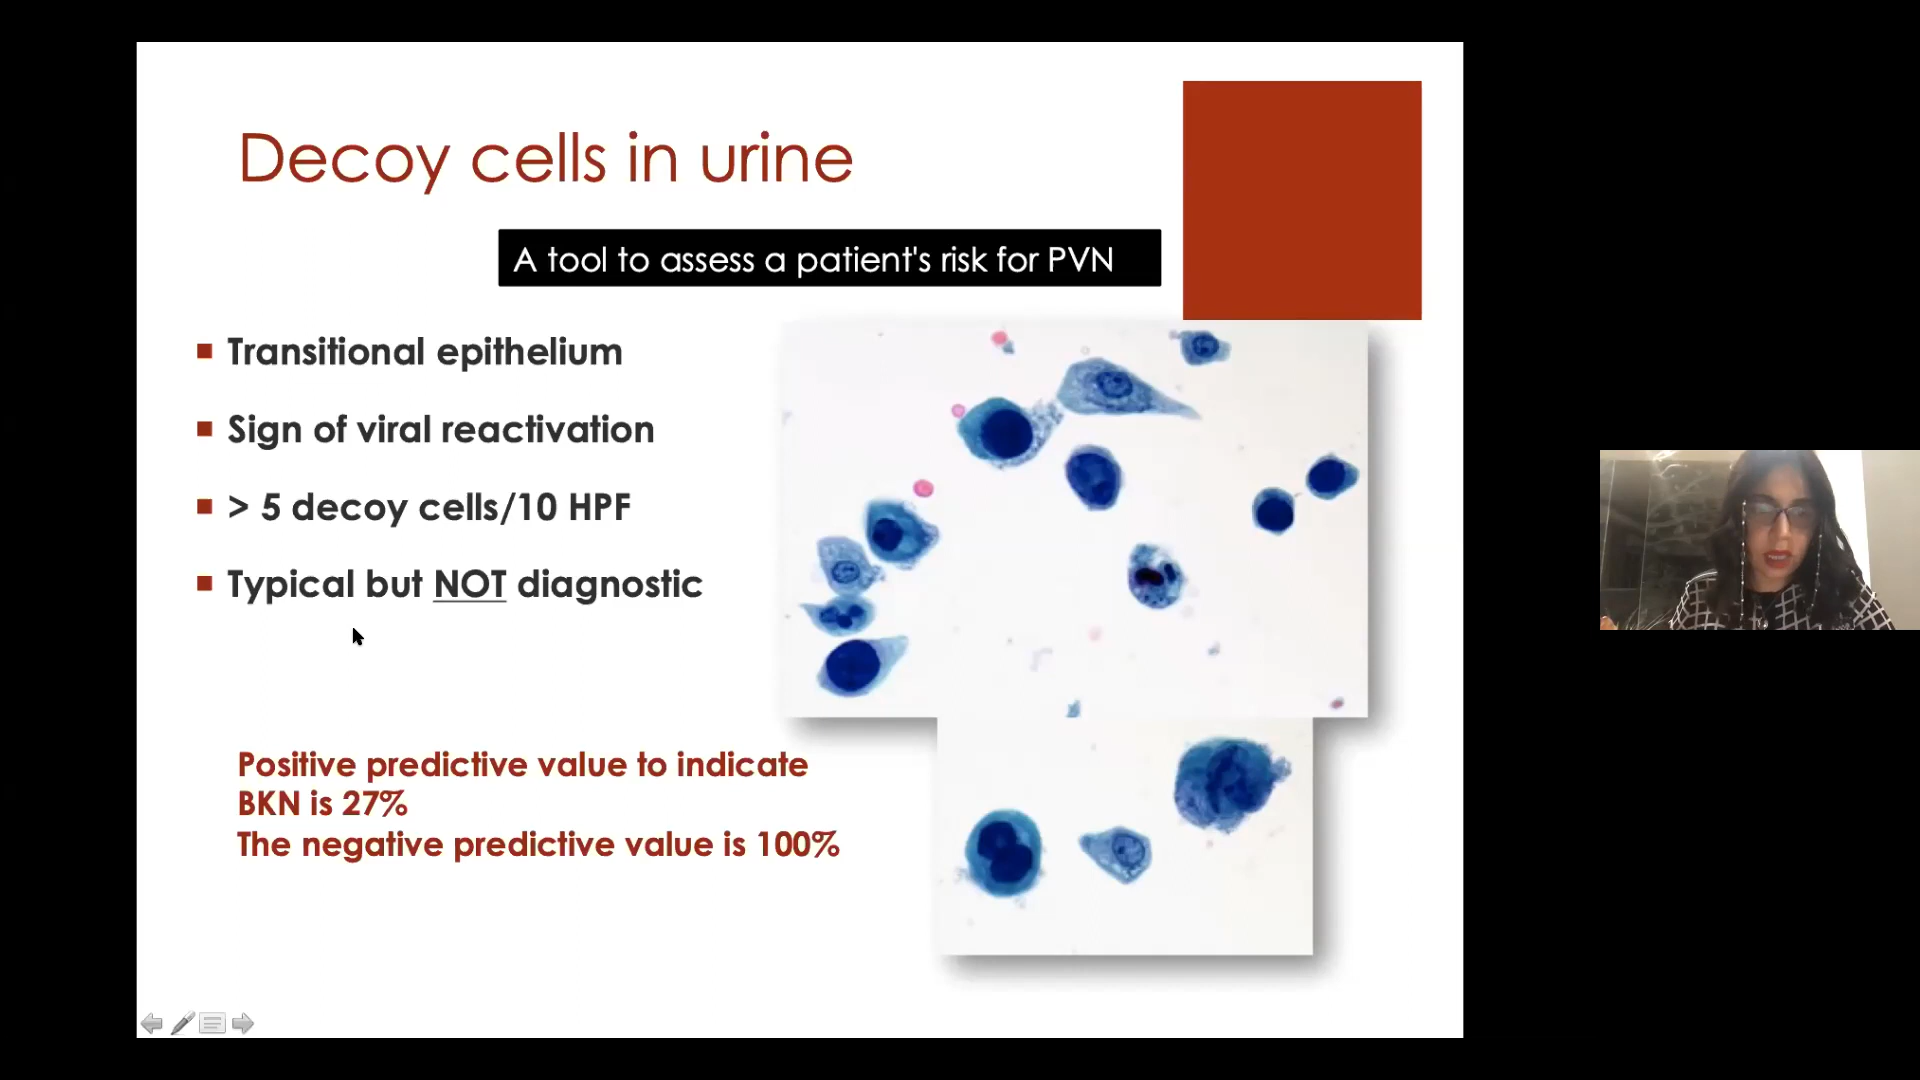 Decoy cells in urine
A tool to assess a patient's risk for PVN
Transitional epithelium
Sign of viral reactivation
> 5 decoy cells/10 HPF
Typical but NOT diagnostic
Positive predictive value to indicate
BKN is 27%
The negative predictive value is 100%